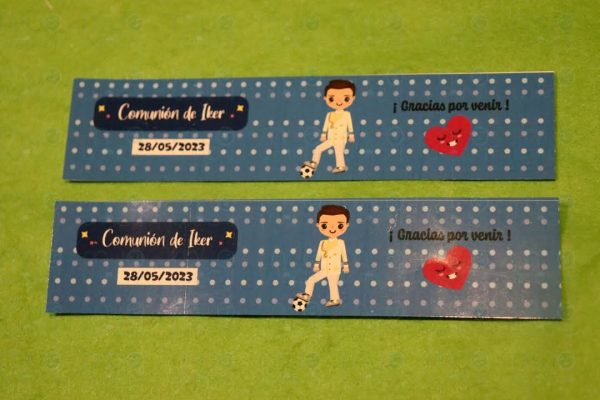 Comunión de Iker
28/05/2023
¡ Gracias por venir !
Comunión de Iker
28/05/2023
¡ Gracias por venir !